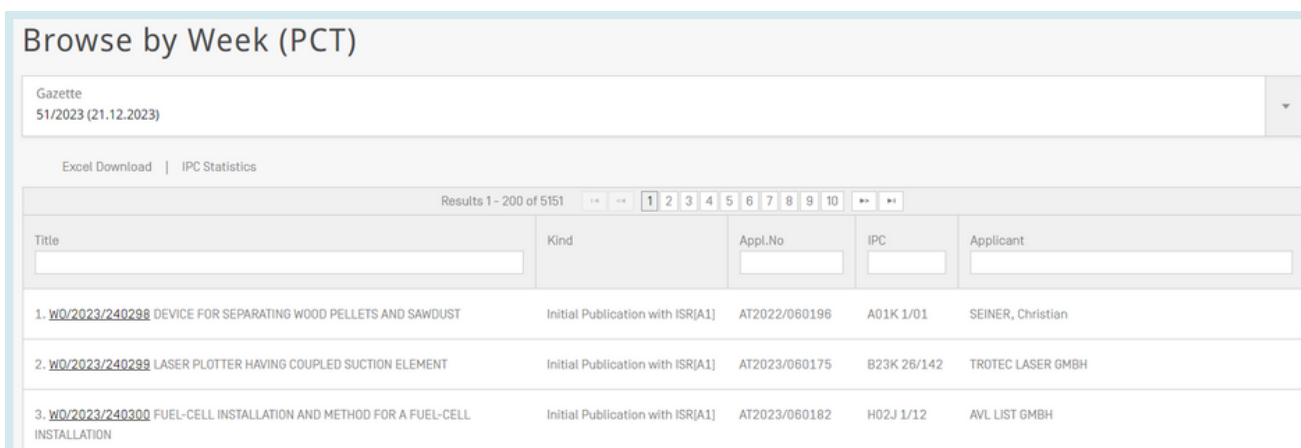 Browse by Week (PCT)
Gazette
51/2023 (21.12.2023)
Excel Download | IPC Statistics
Results 1 - 200 of 5151 1 2 3 4 5 6 7 8 9 10
Title Kind Appl.No IPC Applicant
1. WO/2023/240298 DEVICE FOR SEPARATING WOOD PELLETS AND SAWDUST Initial Publication with ISR[A1] AT2022/060196 A01K 1/01 SEINER, Christian
2. WO/2023/240299 LASER PLOTTER HAVING COUPLED SUCTION ELEMENT Initial Publication with ISR[A1] AT2023/060175 B23K 26/142 TROTEC LASER GMBH
3. WO/2023/240300 FUEL-CELL INSTALLATION AND METHOD FOR A FUEL-CELL Initial Publication with ISR[A1] AT2023/060182 H02J 1/12 AVL LIST GMBH
INSTALLATION